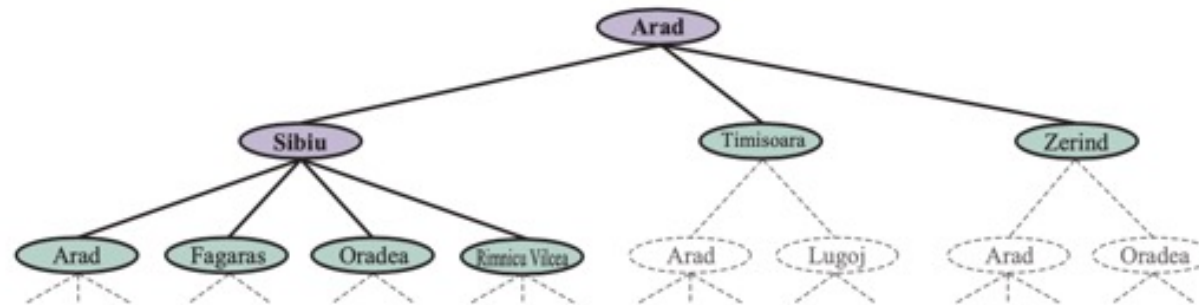 Arad
Sibiu Timisoara Zerind
Arad Fagaras Oradea Rimnicu Vilcea Arad Lugoj Arad Oradea